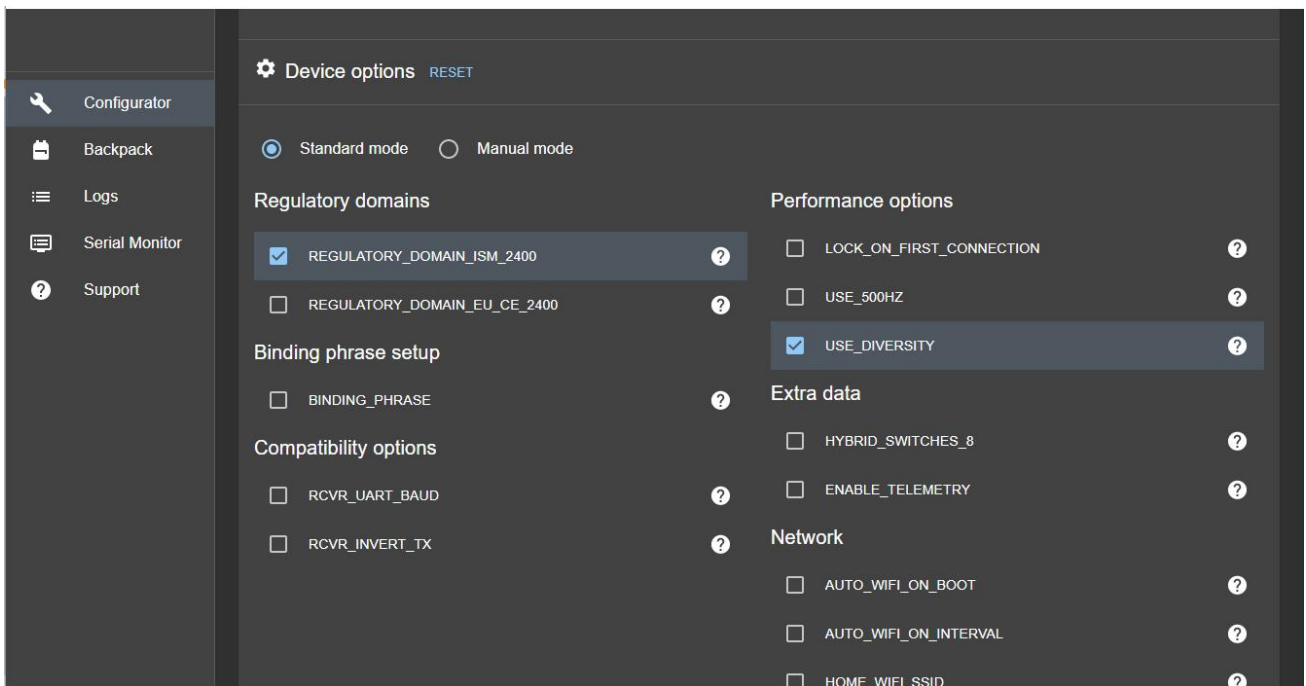 Configurator
Backpack
Logs
Serial Monitor
Support
Device options RESET
Standard mode Manual mode
Regulatory domains
REGULATORY_DOMAIN_ISM_2400
REGULATORY_DOMAIN_EU_CE_2400
Binding phrase setup
BINDING_PHRASE
Compatibility options
RCVR_UART_BAUD
RCVR_INVERT_TX
Performance options
LOCK_ON_FIRST_CONNECTION
USE_500HZ
USE_DIVERSITY
Extra data
HYBRID_SWITCHES_8
ENABLE_TELEMETRY
Network
AUTO_WIFI_ON_BOOT
AUTO_WIFI_ON_INTERVAL
HOME_WIFI_SSID